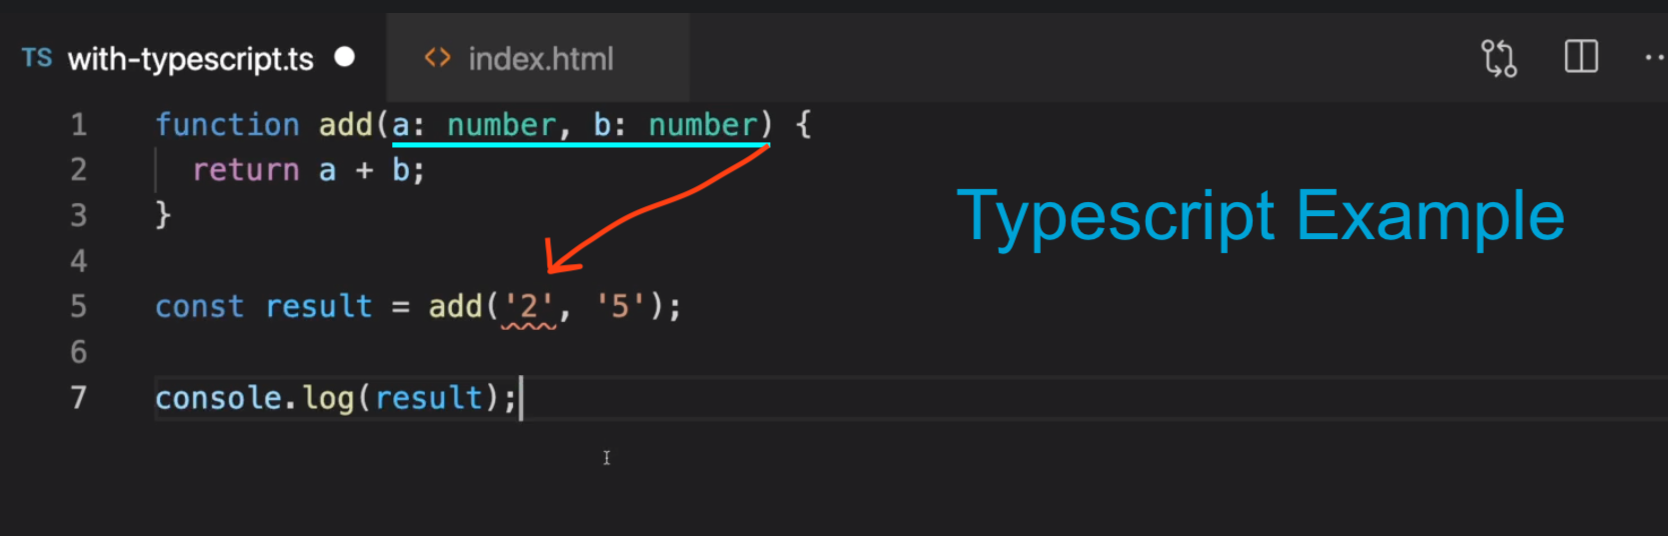 TS with-typescript.ts ● <> index.html
1 function add(a: number, b: number) {
2 return a + b;
3 }
4
5 const result = add('2', '5');
6
7 console.log(result);
Typescript Example